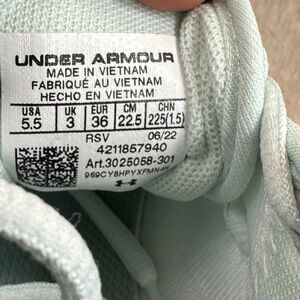 UNDER ARMOUR
MADE IN VIETNAM
FABRIQUÉ AU VIETNAM
HECHO EN VIETNAM
USA UK EUR CM CHN
5.5 3 36 22.5 225(1.5)
RSV 06/22
4211857940
Art.3025058-301